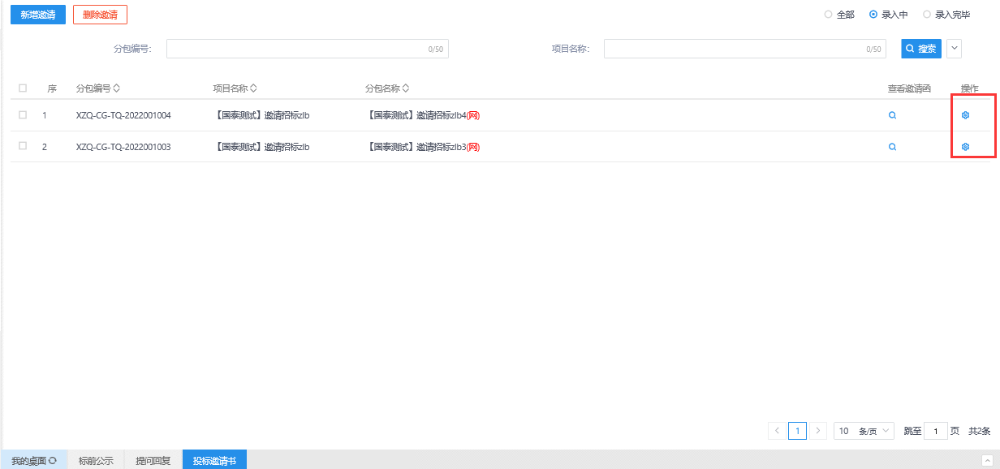 新增邀请 删除邀请 全部 录入中 录入完毕
分包编号： 0/50 项目名称： 0/50 搜索
序 分包编号 项目名称 分包名称 查看邀请函 操作
1 XZQ-CG-TQ-2022001004 【国泰测试】邀请招标zlb 【国泰测试】邀请招标zlb4(网)
2 XZQ-CG-TQ-2022001003 【国泰测试】邀请招标zlb 【国泰测试】邀请招标zlb3(网)
1 10 条/页 跳至 1 页 共2条
我的桌面 标前公示 提问回复 投标邀请书